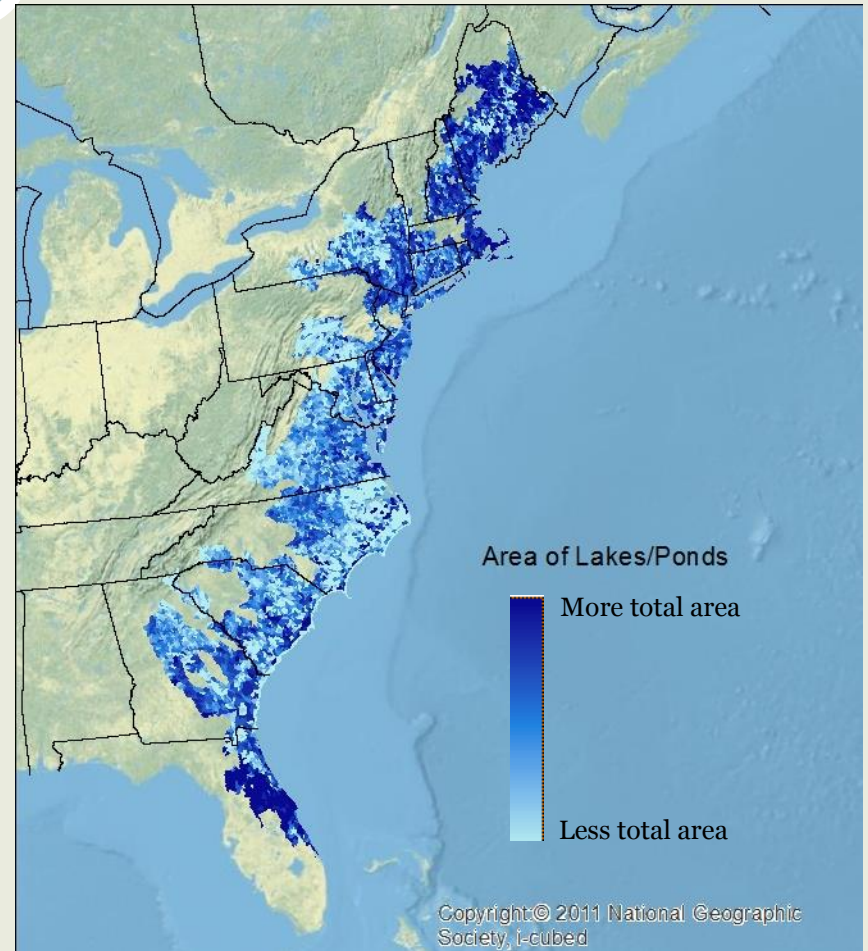 Area of Lakes/Ponds
More total area
Less total area
Copyright:© 2011 National Geographic
Society, i-cubed